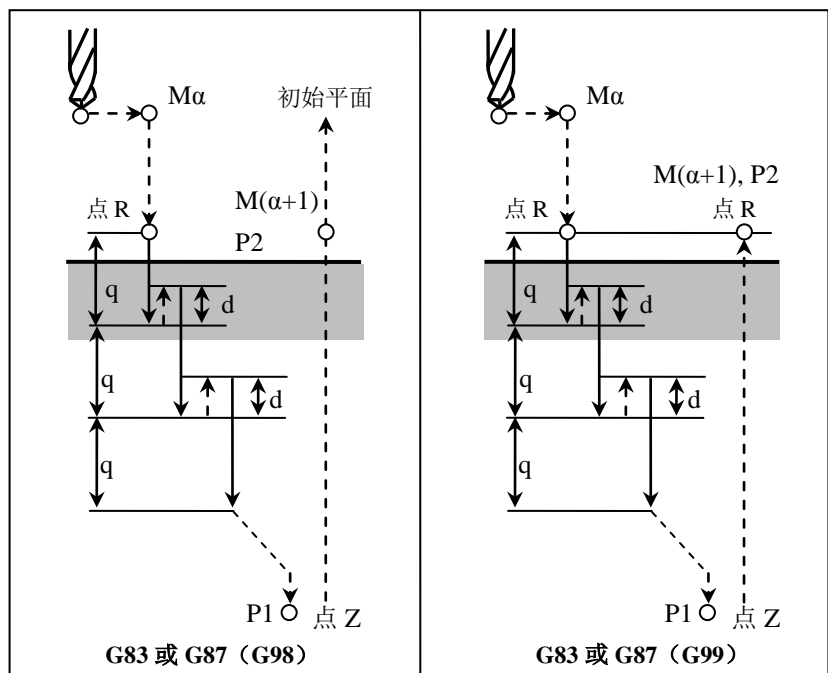 Mα
初始平面
点 R
M(α+1)
P2
q
d
q
d
q
P1
点 Z
G83 或 G87（G98）
Mα
M(α+1), P2
点 R
点 R
q
d
q
d
q
P1
点 Z
G83 或 G87（G99）